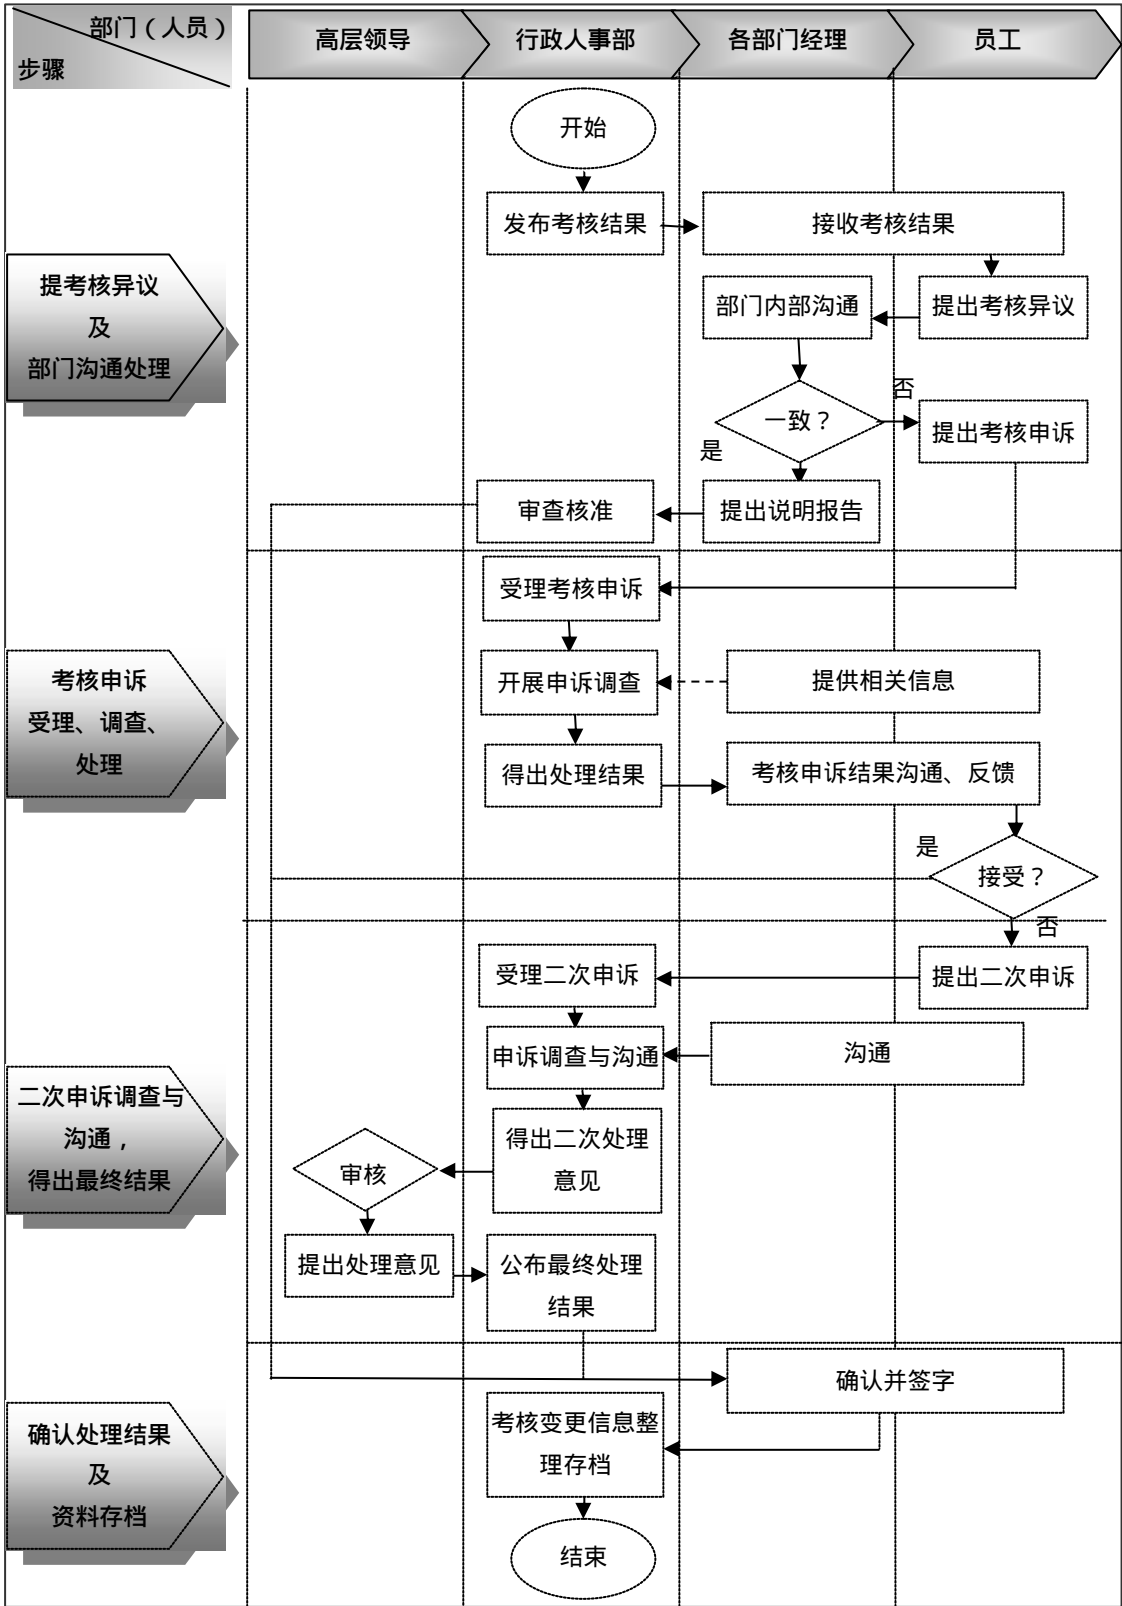 部门（人员）
步骤
高层领导
行政人事部
各部门经理
员工
开始
发布考核结果
接收考核结果
提考核异议
及
部门沟通处理
部门内部沟通
提出考核异议
否
一致？
提出考核申诉
是
审查核准
提出说明报告
受理考核申诉
考核申诉
受理、调查、
处理
开展申诉调查
提供相关信息
得出处理结果
考核申诉结果沟通、反馈
是
接受？
否
受理二次申诉
提出二次申诉
申诉调查与沟通
沟通
二次申诉调查与
沟通，
得出最终结果
得出二次处理
意见
审核
提出处理意见
公布最终处理
结果
确认并签字
确认处理结果
及
资料存档
考核变更信息整
理存档
结束